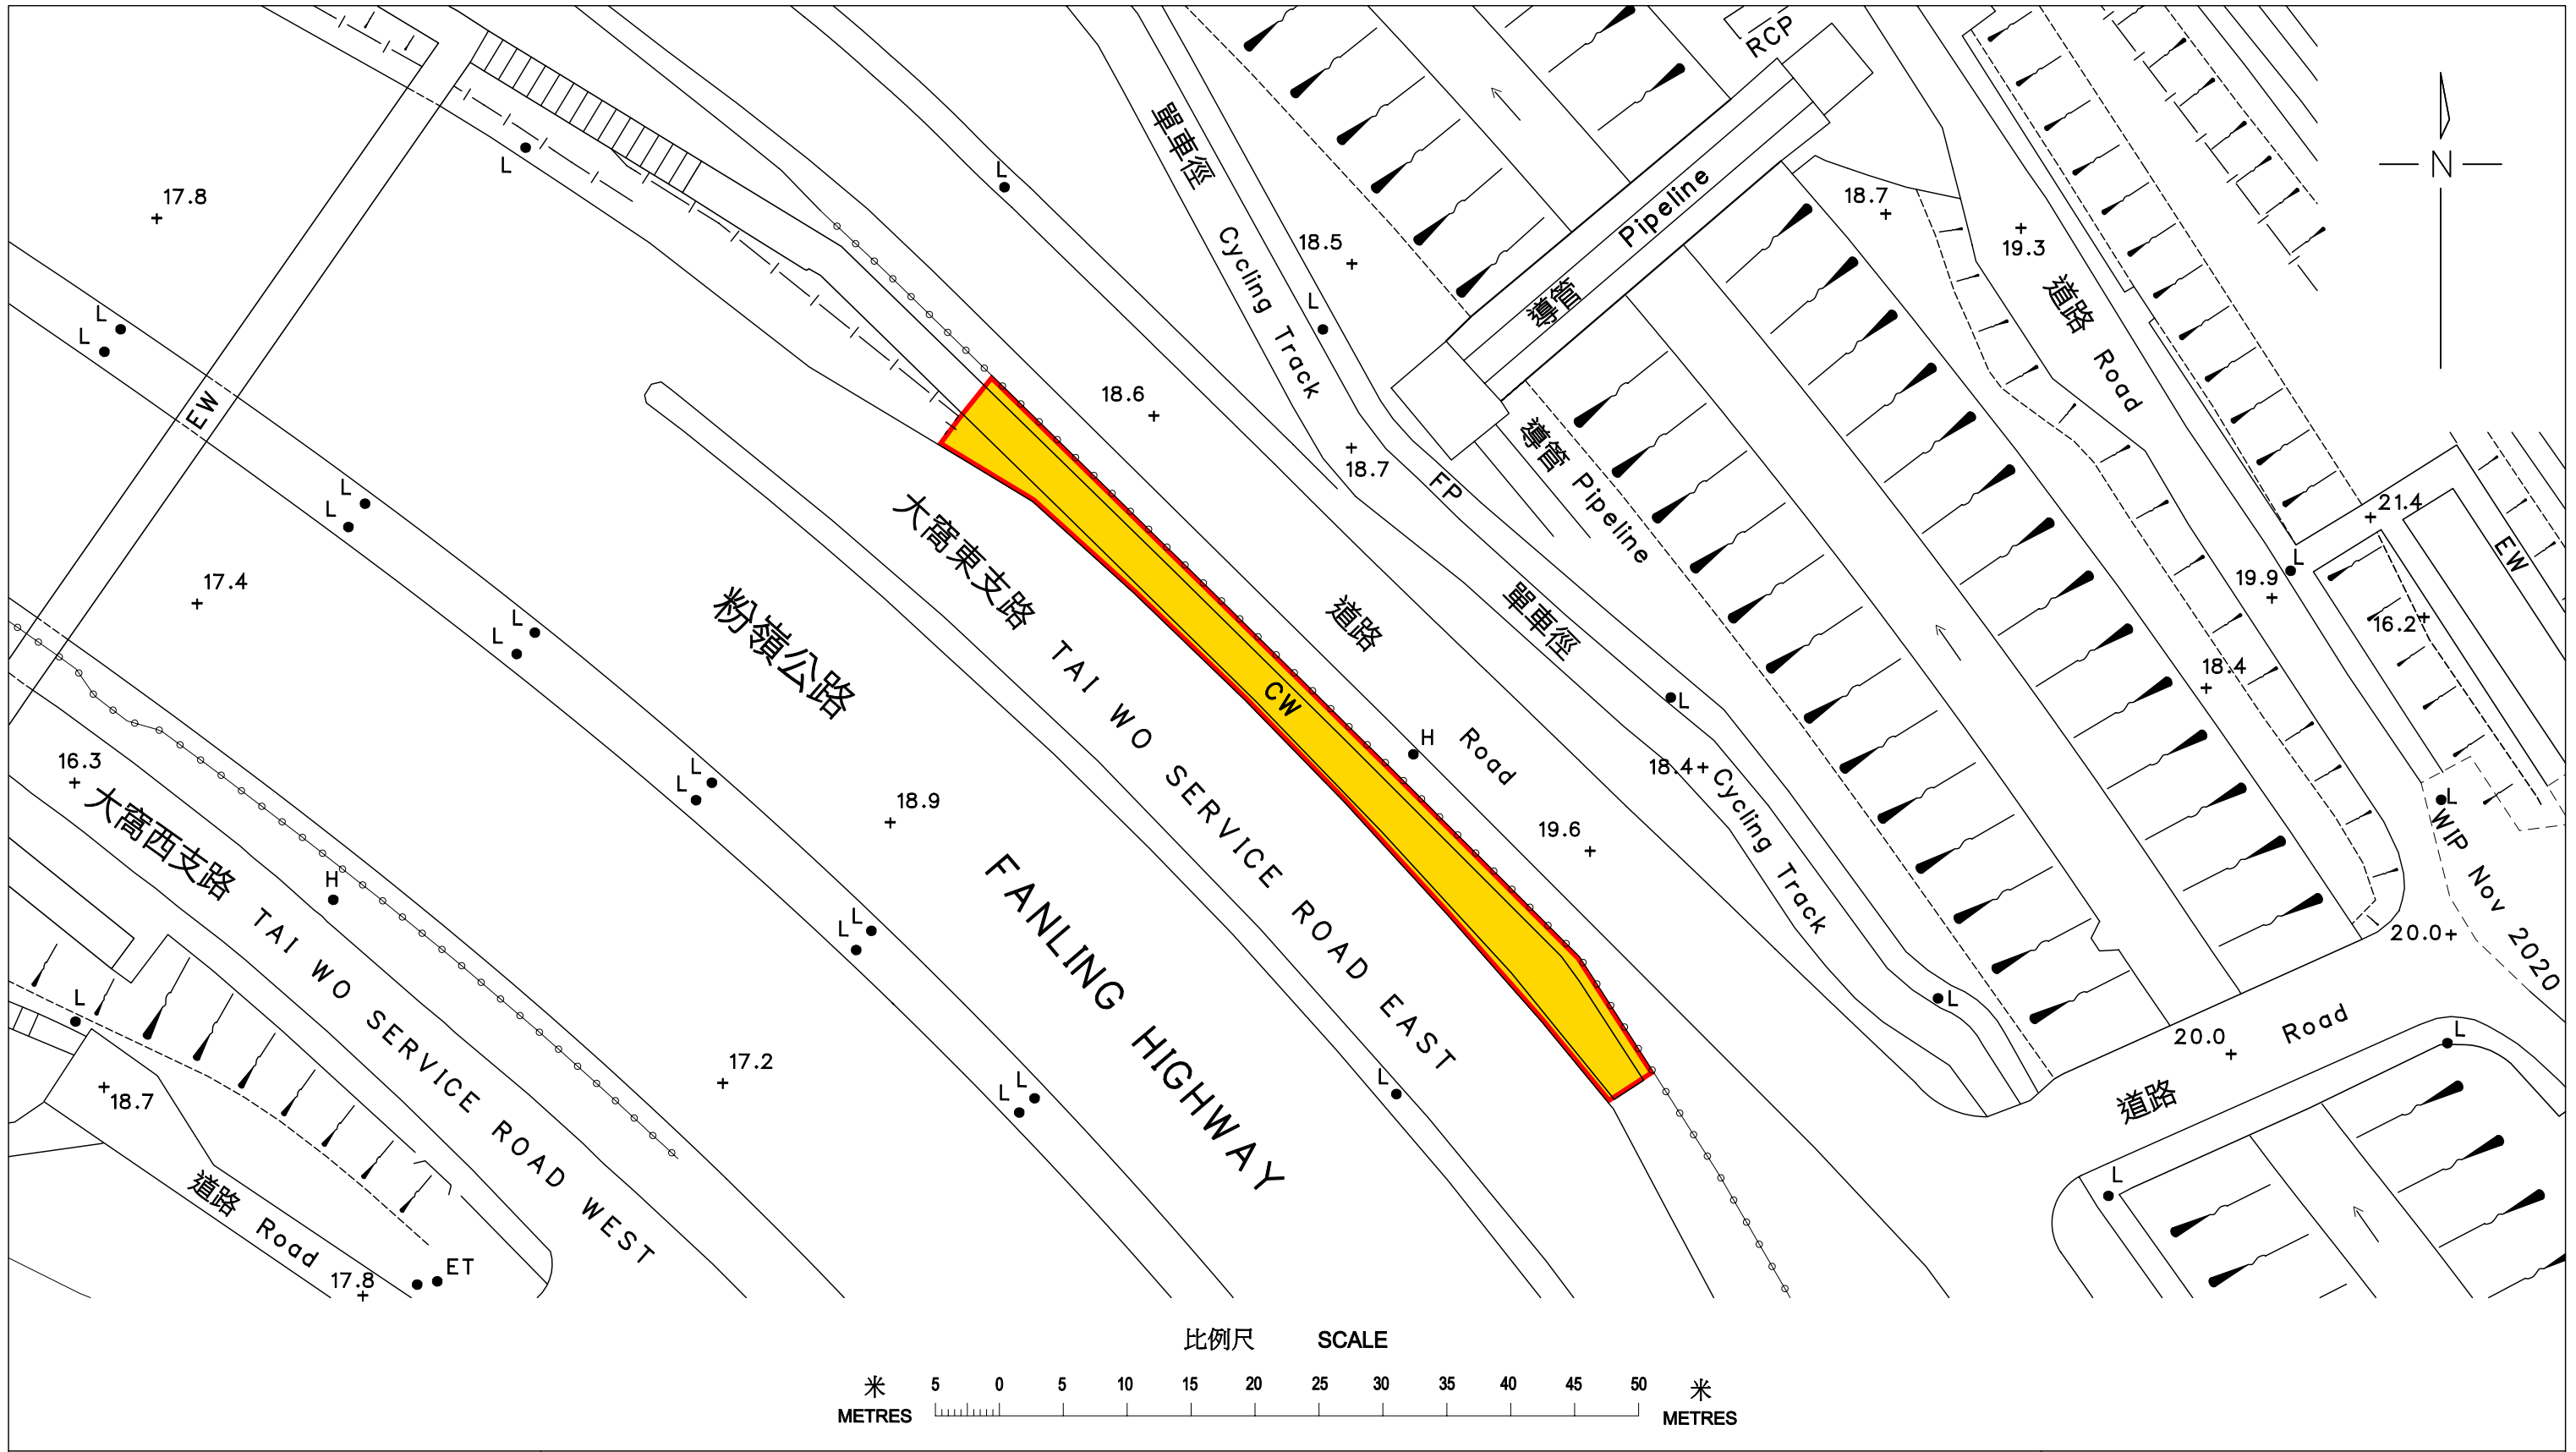 RCP
單車徑
Cycling Track
導管 Pipeline
17.8
L
L
18.5
L
18.7
19.3
道路 Road
N
L
L
EW
18.6
18.7
FP
導管 Pipeline
L
L
21.4
EW
L
19.9
16.2
17.4
L
L
粉嶺公路
大窩東支路 TAI WO SERVICE ROAD EAST
道路 Road
單車徑
Cycling Track
18.4
L
CW
H
18.4
16.3
L
L
18.9
19.6
L
WIP Nov 2020
大窩西支路 TAI WO SERVICE ROAD WEST
H
FANLING HIGHWAY
L
L
20.0
L
L
17.2
L
L
L
20.0
道路 Road
L
18.7
L
道路 Road
17.8
ET
比例尺 SCALE
米 5 0 5 10 15 20 25 30 35 40 45 50 米
METRES METRES